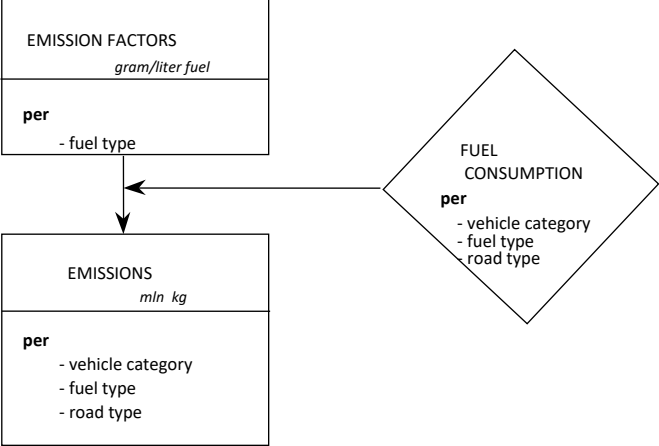 EMISSION FACTORS
gram/liter fuel
per
- fuel type
FUEL
CONSUMPTION
per
- vehicle category
- fuel type
- road type
EMISSIONS
mln kg
per
- vehicle category
- fuel type
- road type